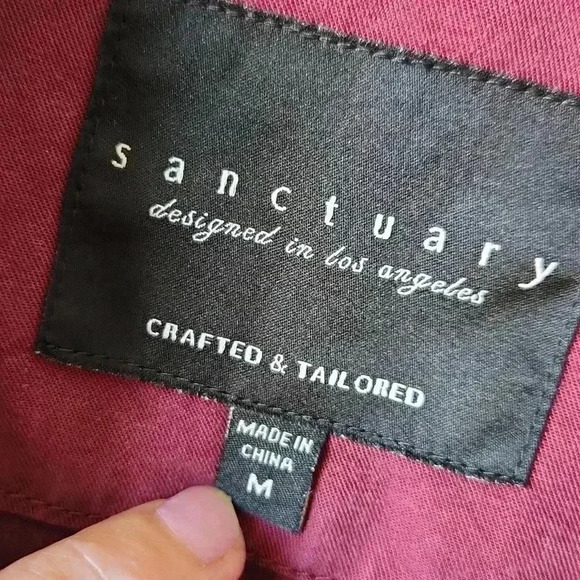 sanctuary
designed in los angeles
CRAFTED & TAILORED
MADE IN
CHINA
M